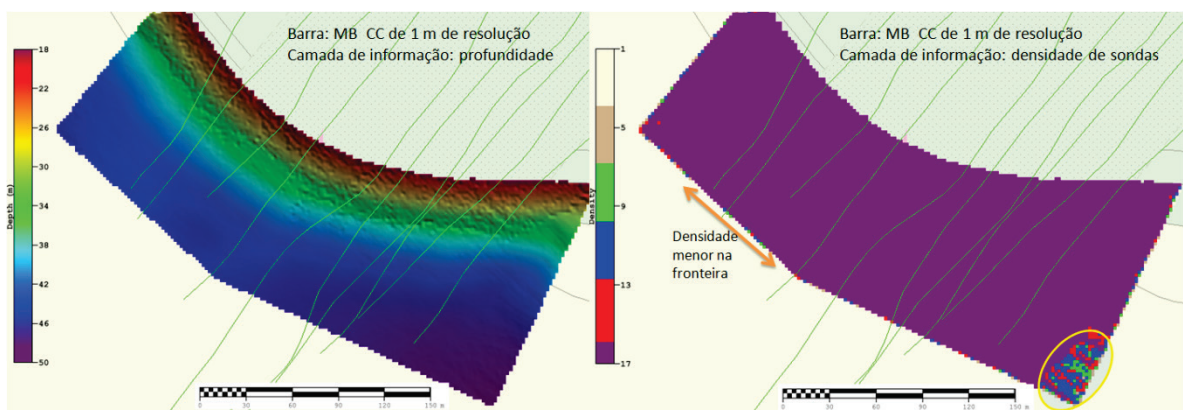 Barra: MB CC de 1 m de resolução
Camada de informação: profundidade
18
22
26
30
34
38
42
46
50
Depth (m)
0
30
60
90
120
150 m
Barra: MB CC de 1 m de resolução
Camada de informação: densidade de sondas
1
5
9
13
17
Density
Densidade
menor na
fronteira
0
30
60
90
120
150 m